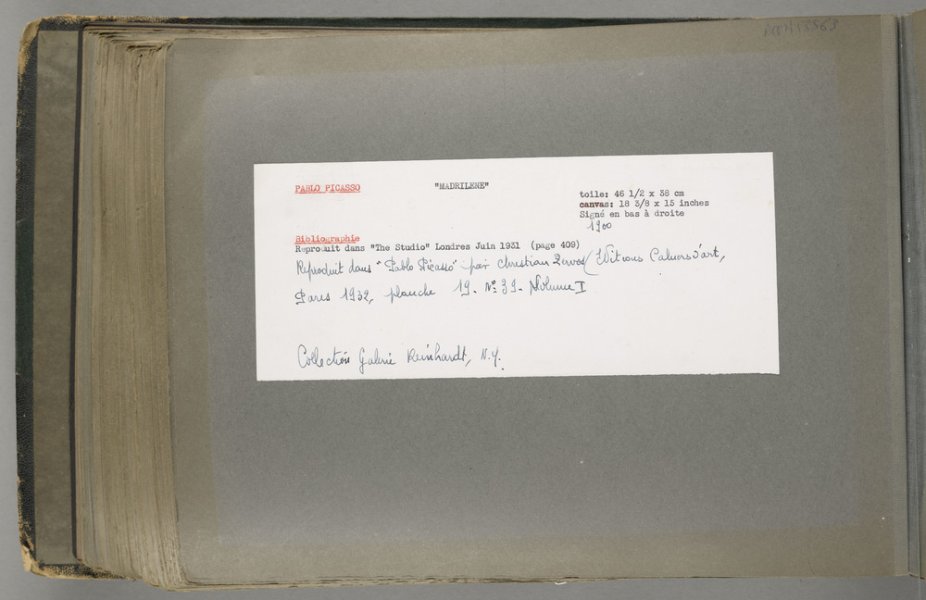 PABLO PICASSO "MADRILENE"
toile: 46 1/2 x 38 cm
canvas: 18 3/8 x 15 inches
Signé en bas à droite
1900
Bibliographie
Reproduit dans "The Studio" Londres Juin 1931 (page 409)
Reproduit dans "Pablo Picasso" par Christian Zervos (Editions Cahiers d'art,
Paris 1932, planche 19. N° 39. Volume I
Collection Galerie Reinhardt, N.Y.